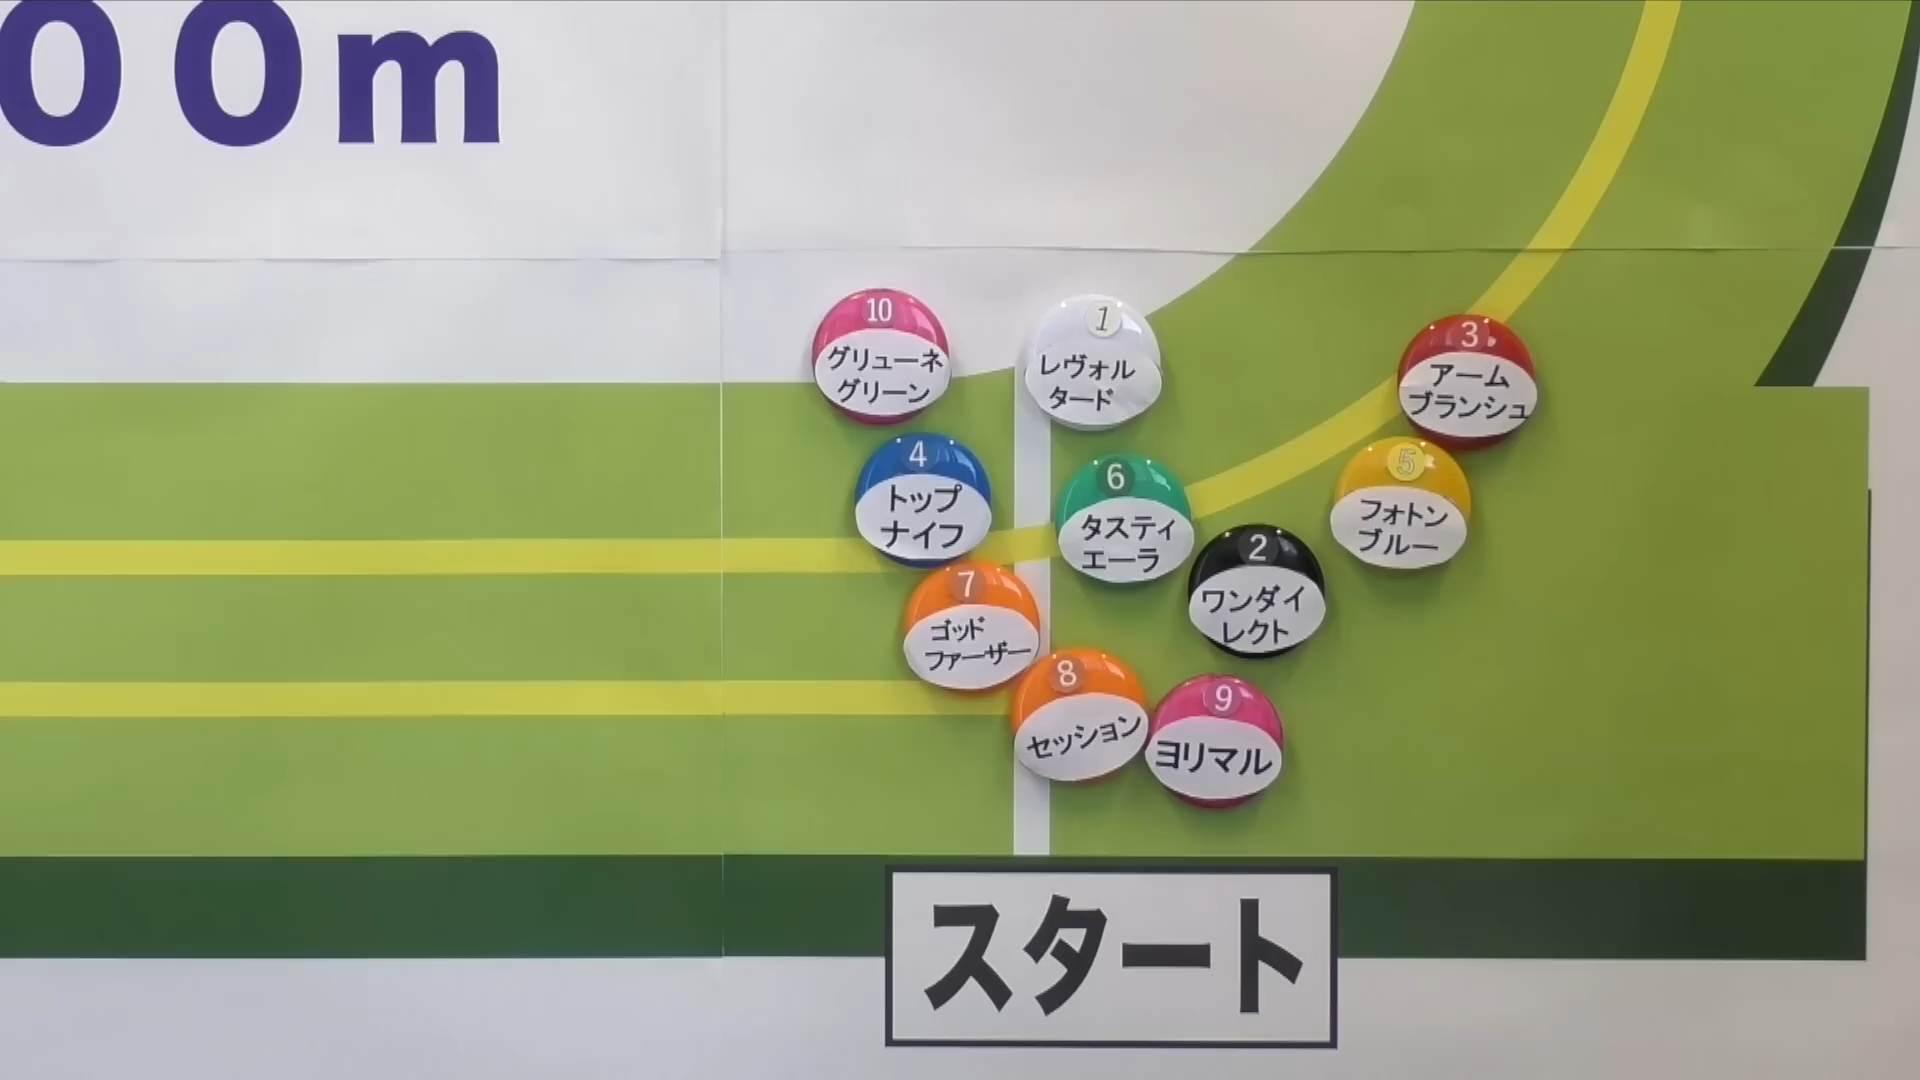 00m
10
グリューネ
グリーン
1
レヴォル
タード
3
アーム
ブランシュ
4
トップ
ナイフ
6
タスティ
エーラ
5
フォトン
ブルー
2
ワンダイ
レクト
7
ゴッド
ファーザー
8
セッション
9
ヨリマル
スタート